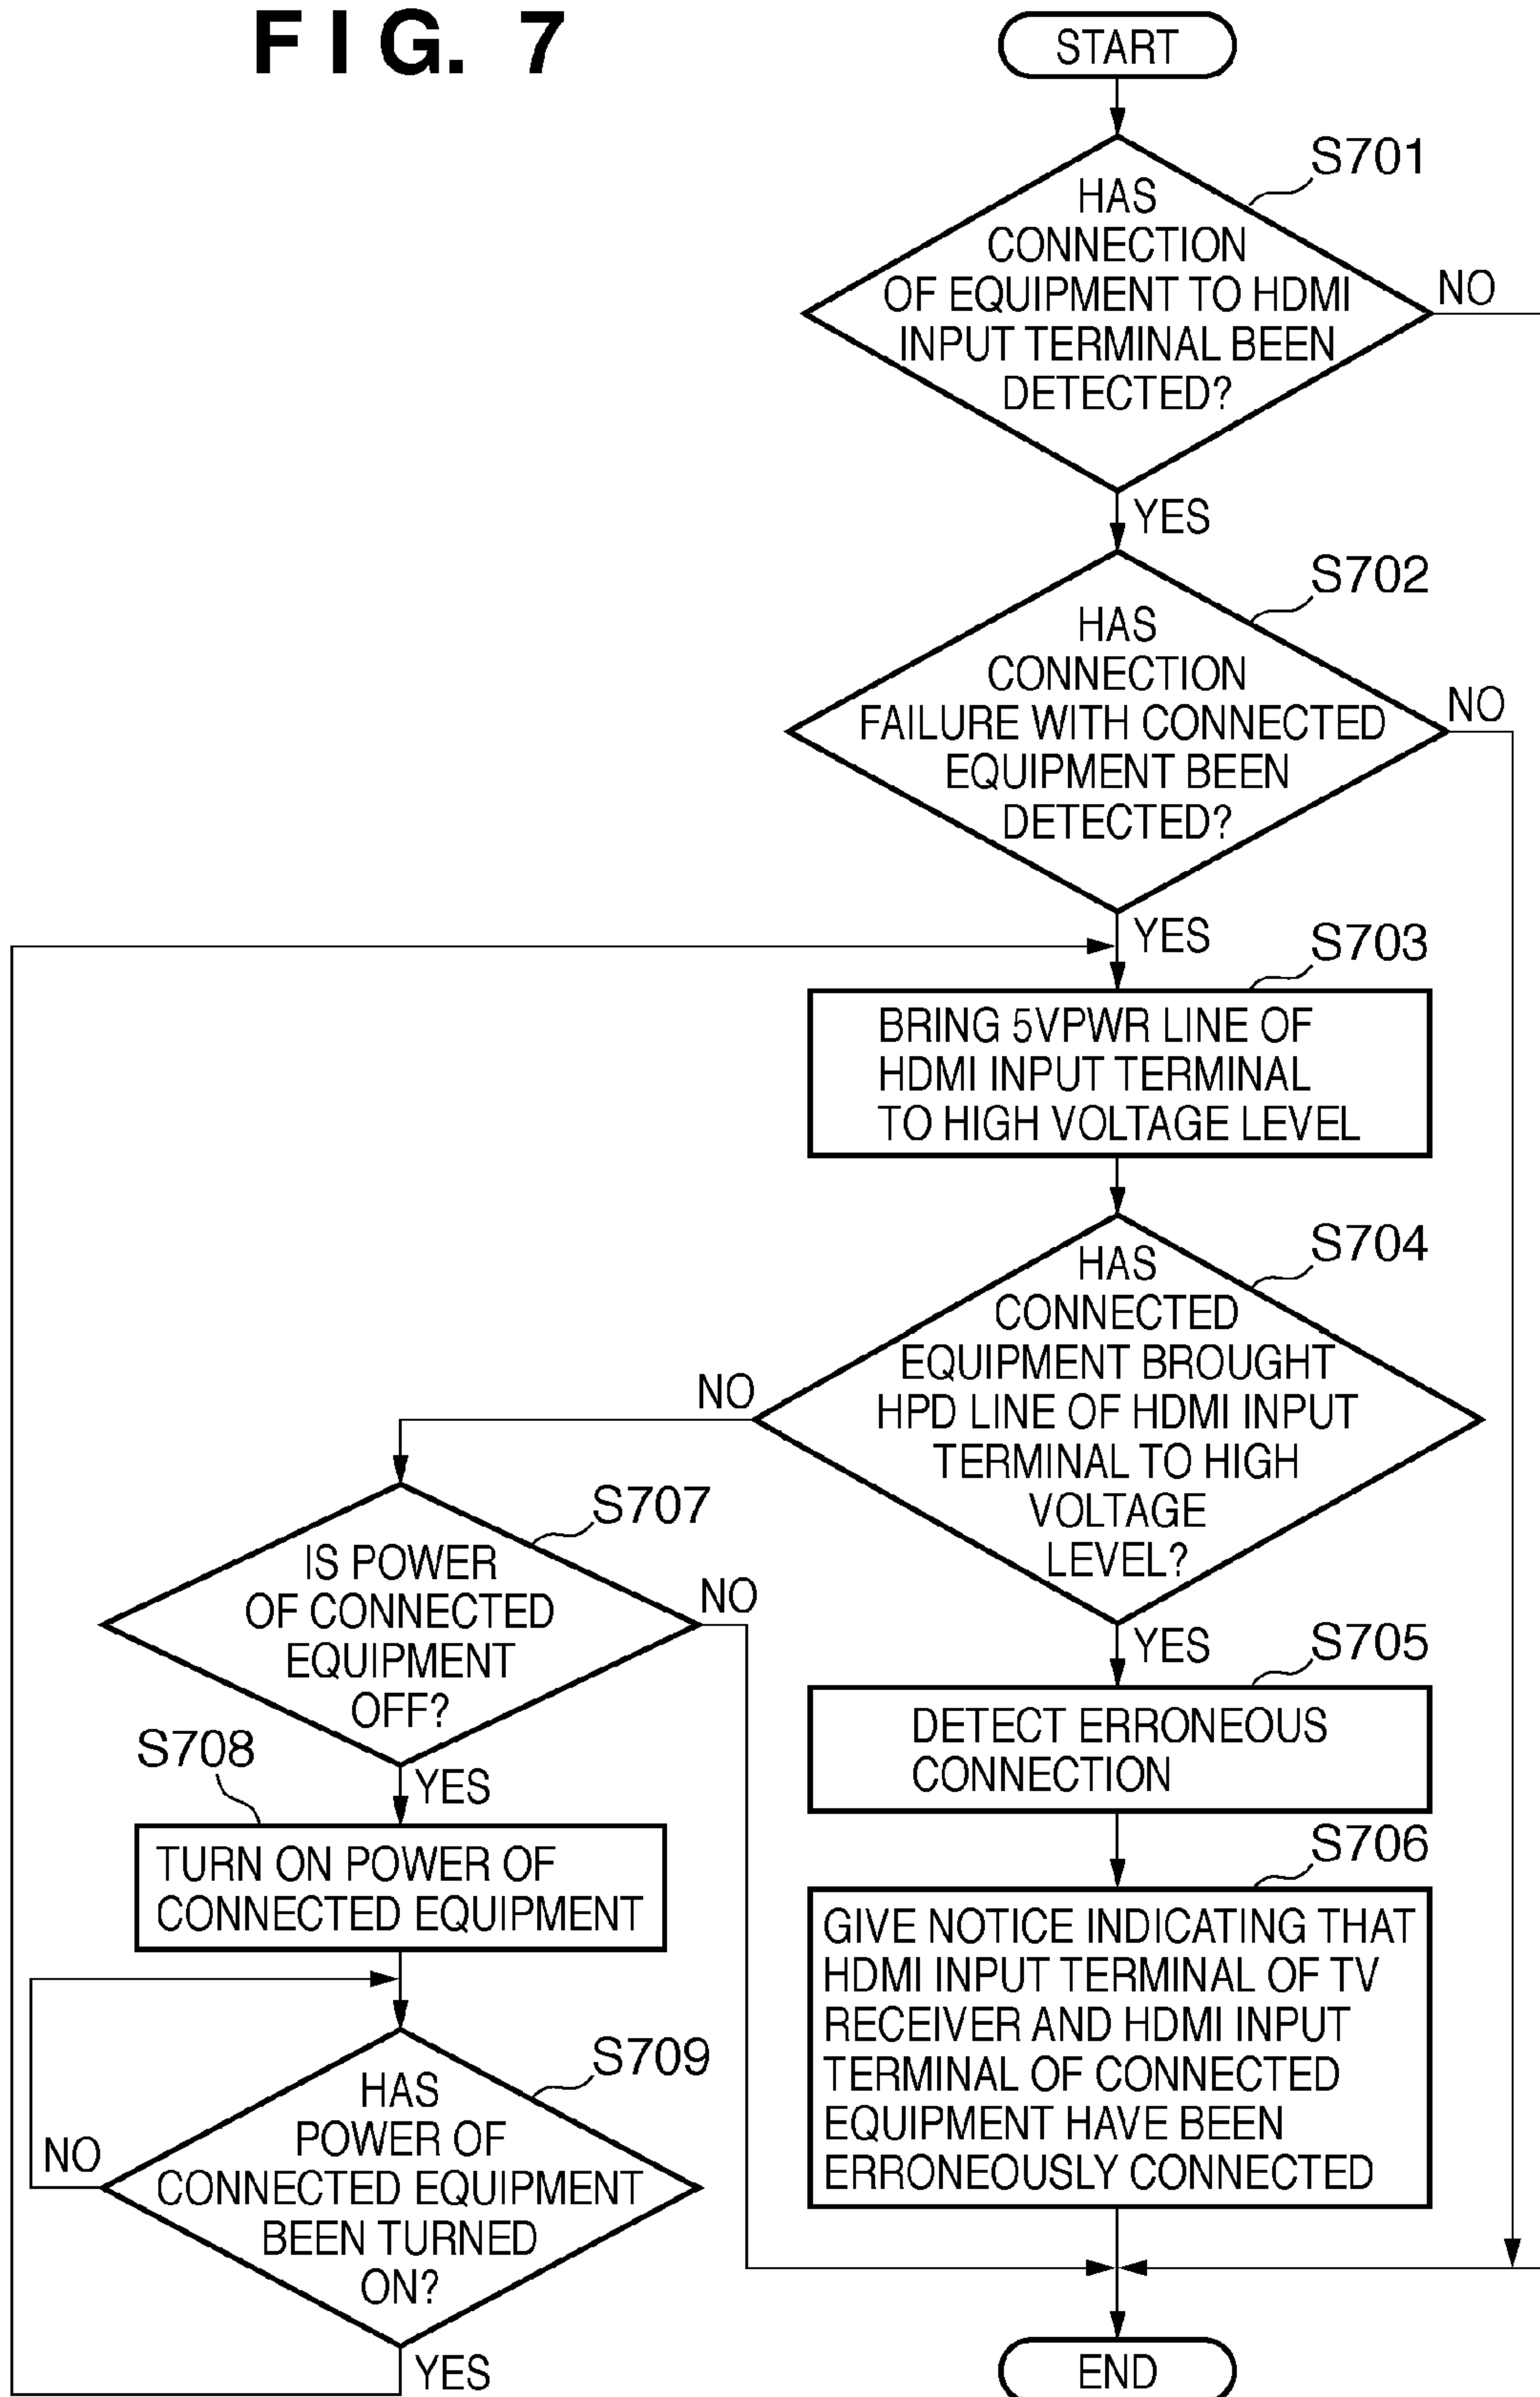 FIG. 7
START
S701
HAS
CONNECTION
OF EQUIPMENT TO HDMI
INPUT TERMINAL BEEN
DETECTED?
NO
YES
S702
HAS
CONNECTION
FAILURE WITH CONNECTED
EQUIPMENT BEEN
DETECTED?
NO
YES
S703
BRING 5VPWR LINE OF
HDMI INPUT TERMINAL
TO HIGH VOLTAGE LEVEL
S704
HAS
CONNECTED
EQUIPMENT BROUGHT
HPD LINE OF HDMI INPUT
TERMINAL TO HIGH
VOLTAGE
LEVEL?
NO
YES
S705
DETECT ERRONEOUS
CONNECTION
S706
GIVE NOTICE INDICATING THAT
HDMI INPUT TERMINAL OF TV
RECEIVER AND HDMI INPUT
TERMINAL OF CONNECTED
EQUIPMENT HAVE BEEN
ERRONEOUSLY CONNECTED
S707
IS POWER
OF CONNECTED
EQUIPMENT
OFF?
NO
YES
S708
TURN ON POWER OF
CONNECTED EQUIPMENT
S709
HAS
POWER OF
CONNECTED EQUIPMENT
BEEN TURNED
ON?
NO
YES
END